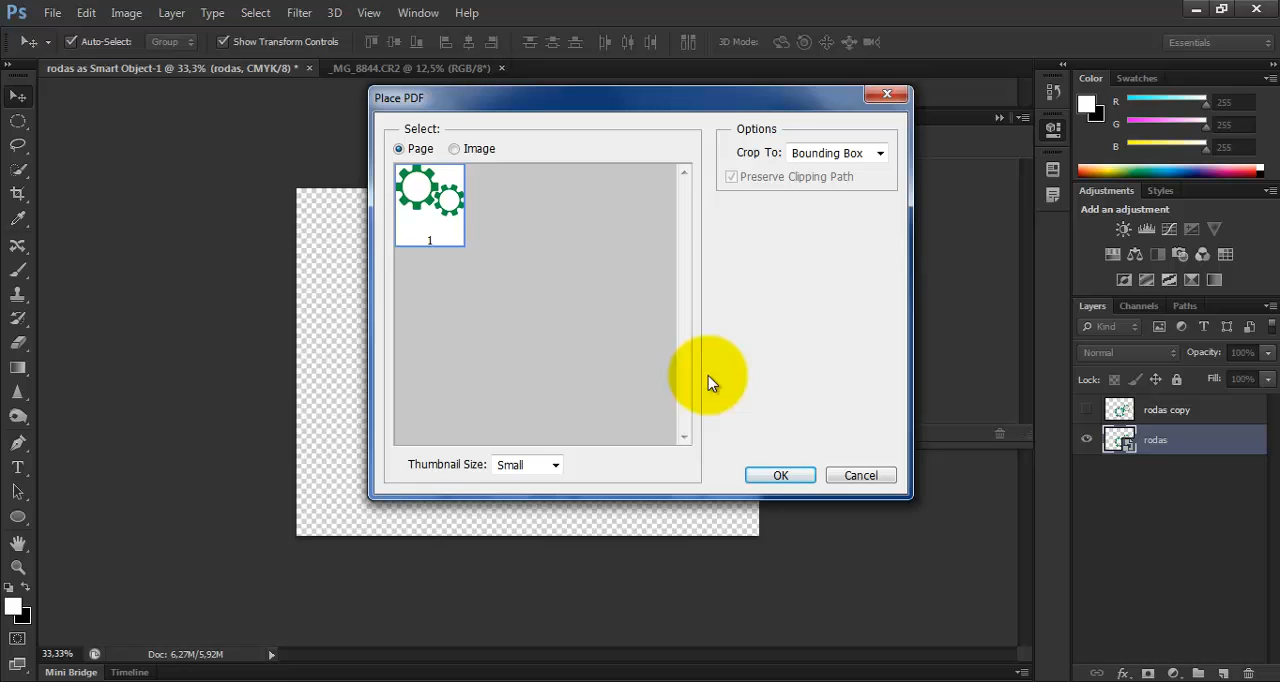 Ps File Edit Image Layer Type Select Filter 3D View Window Help
Auto-Select: Group Show Transform Controls 3D Mode: Essentials
rodas as Smart Object-1 @ 33,3% (rodas, CMYK/8) * × _MG_8844.CR2 @ 12,5% (RGB/8*) ×
Place PDF
Select:
Page Image
1
Thumbnail Size: Small
Options
Crop To: Bounding Box
Preserve Clipping Path
OK Cancel
Color Swatches
R 255
G 255
B 255
Adjustments Styles
Add an adjustment
Layers Channels Paths
Kind
Normal Opacity: 100%
Lock: Fill: 100%
rodas copy
rodas
fx
33,33% Doc: 6,27M/5,92M
Mini Bridge Timeline